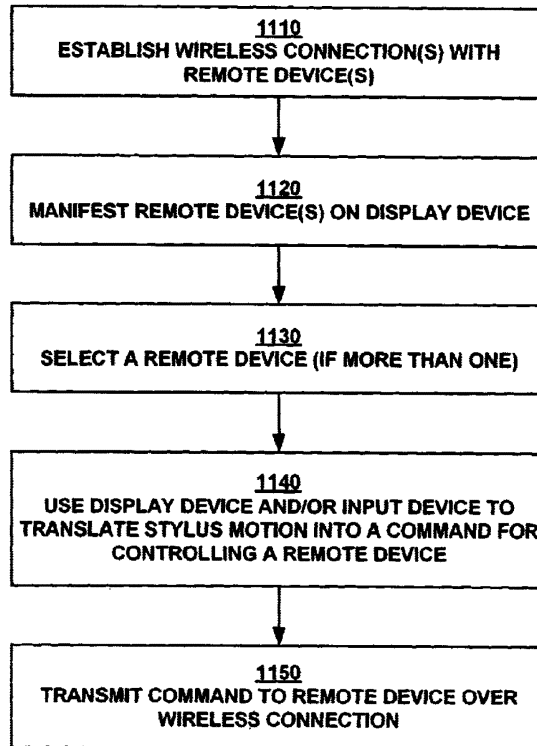 1110
ESTABLISH WIRELESS CONNECTION(S) WITH
REMOTE DEVICE(S)
1120
MANIFEST REMOTE DEVICE(S) ON DISPLAY DEVICE
1130
SELECT A REMOTE DEVICE (IF MORE THAN ONE)
1140
USE DISPLAY DEVICE AND/OR INPUT DEVICE TO
TRANSLATE STYLUS MOTION INTO A COMMAND FOR
CONTROLLING A REMOTE DEVICE
1150
TRANSMIT COMMAND TO REMOTE DEVICE OVER
WIRELESS CONNECTION